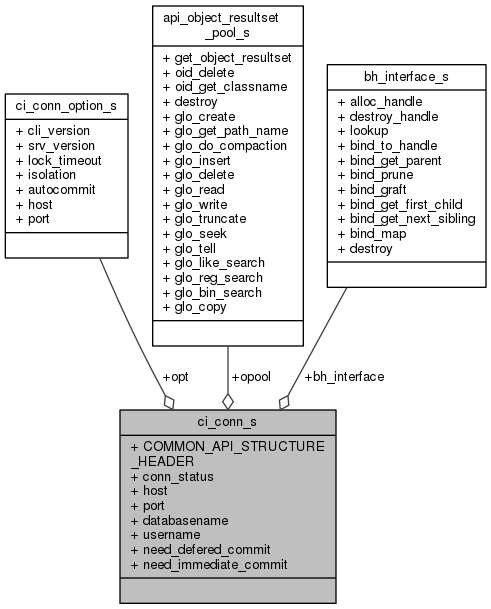 ci_conn_option_s
+ cli_version
+ srv_version
+ lock_timeout
+ isolation
+ autocommit
+ host
+ port
api_object_resultset
_pool_s
+ get_object_resultset
+ oid_delete
+ oid_get_classname
+ destroy
+ glo_create
+ glo_get_path_name
+ glo_do_compaction
+ glo_insert
+ glo_delete
+ glo_read
+ glo_write
+ glo_truncate
+ glo_seek
+ glo_tell
+ glo_like_search
+ glo_reg_search
+ glo_bin_search
+ glo_copy
bh_interface_s
+ alloc_handle
+ destroy_handle
+ lookup
+ bind_to_handle
+ bind_get_parent
+ bind_prune
+ bind_graft
+ bind_get_first_child
+ bind_get_next_sibling
+ bind_map
+ destroy
+opt
+opool
+bh_interface
ci_conn_s
+ COMMON_API_STRUCTURE
_HEADER
+ conn_status
+ host
+ port
+ databasename
+ username
+ need_defered_commit
+ need_immediate_commit